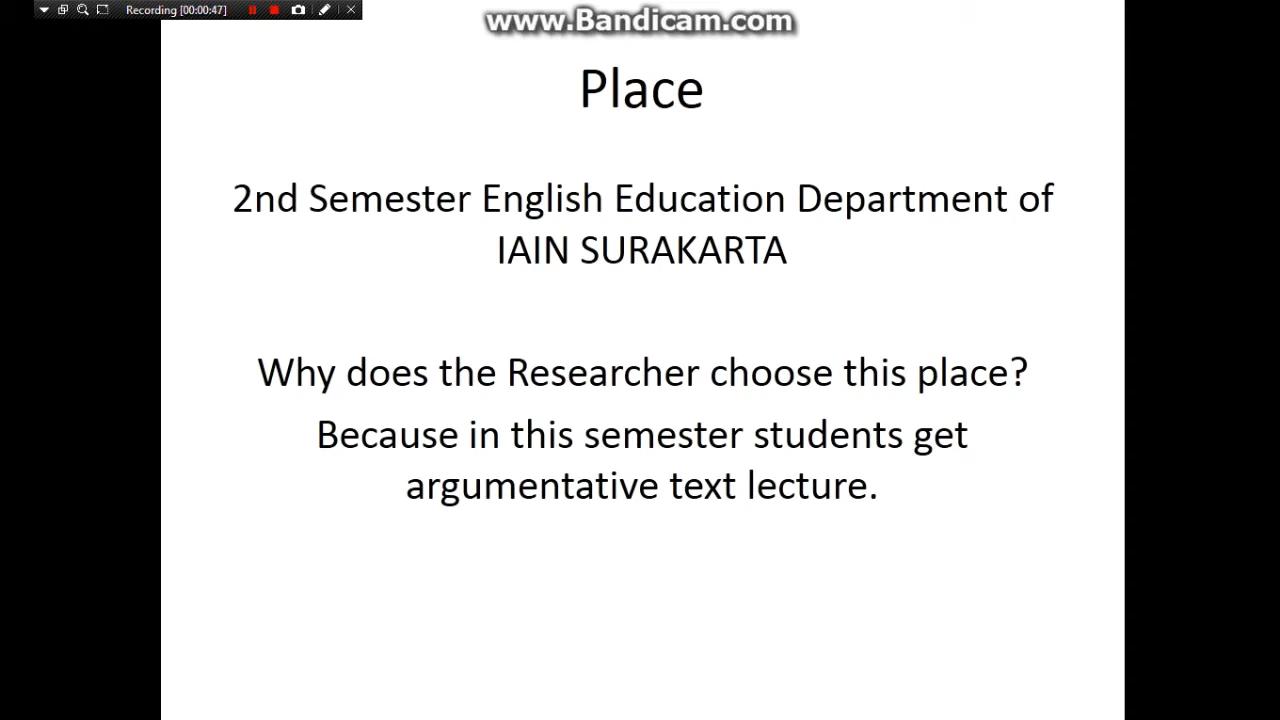 Recording [00:00:47]
www.Bandicam.com
Place
2nd Semester English Education Department of
IAIN SURAKARTA
Why does the Researcher choose this place?
Because in this semester students get
argumentative text lecture.